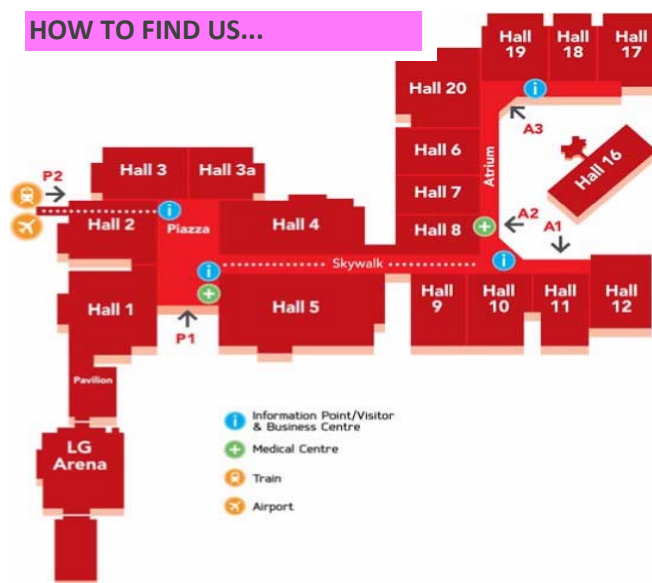 HOW TO FIND US...
Hall
19
Hall
18
Hall
17
Hall 20
A3
Hall 6
Hall 16
Atrium
P2
Hall 3
Hall 3a
Hall 7
A2
A1
Hall 2
Piazza
Hall 4
Hall 8
Skywalk
Hall 1
P1
Hall 5
Hall
9
Hall
10
Hall
11
Hall
12
Pavilion
LG
Arena
Information Point/Visitor
& Business Centre
Medical Centre
Train
Airport